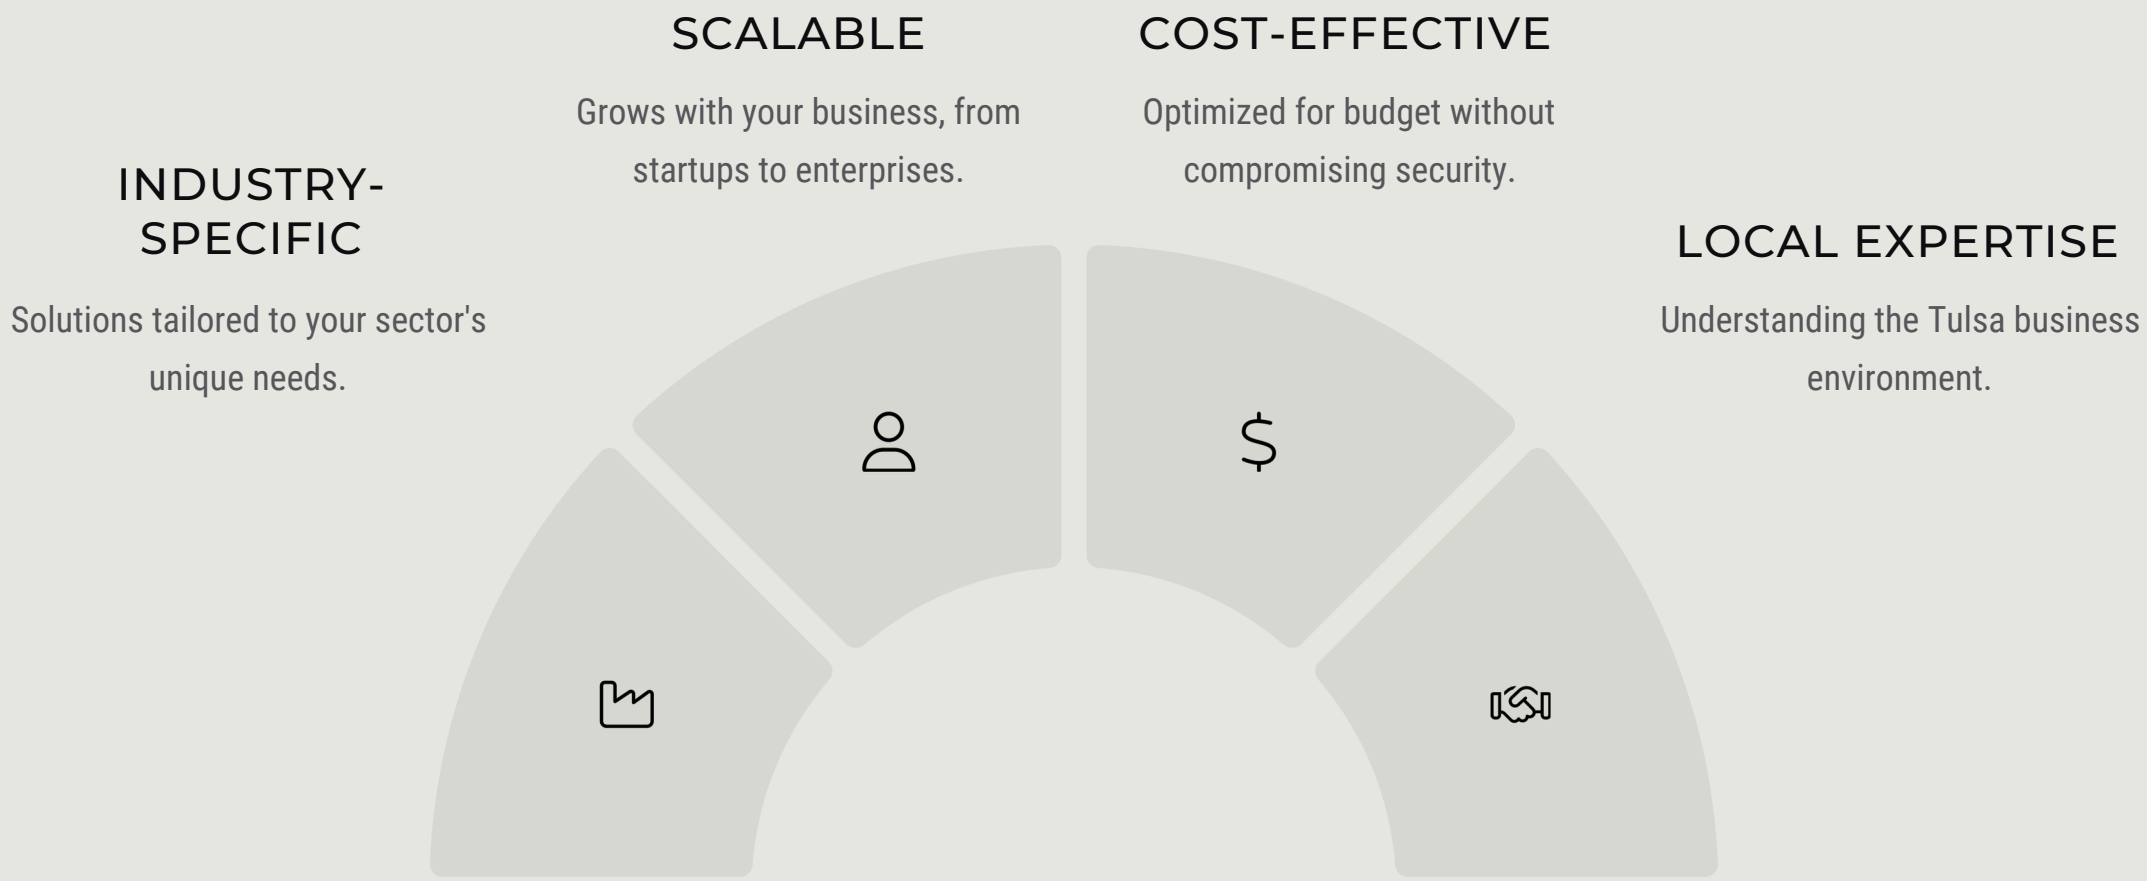 INDUSTRY-
SPECIFIC
Solutions tailored to your sector's
unique needs.
SCALABLE
Grows with your business, from
startups to enterprises.
COST-EFFECTIVE
Optimized for budget without
compromising security.
LOCAL EXPERTISE
Understanding the Tulsa business
environment.